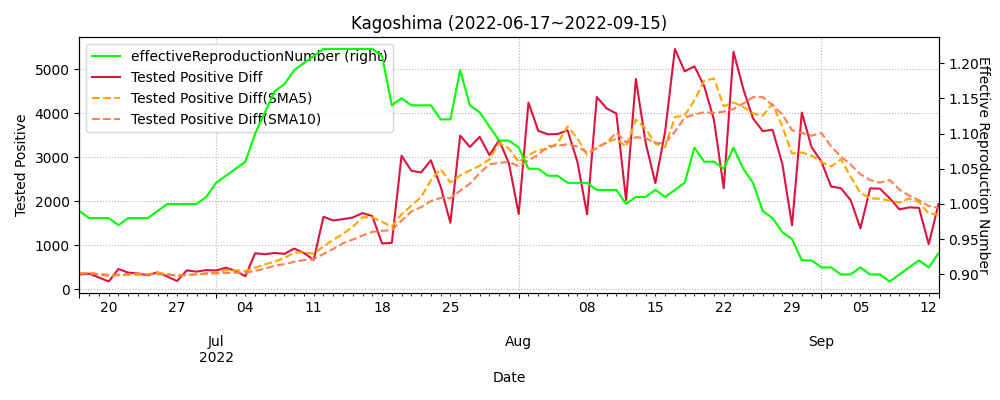 Kagoshima (2022-06-17~2022-09-15)
effectiveReproductionNumber (right)
Tested Positive Diff
Tested Positive Diff(SMA5)
Tested Positive Diff(SMA10)
Tested Positive
5000
4000
3000
2000
1000
0
Effective Reproduction Number
1.20
1.15
1.10
1.05
1.00
0.95
0.90
20 27 04 11 18 25 08 15 22 29 05 12
Jul Aug Sep
2022
Date